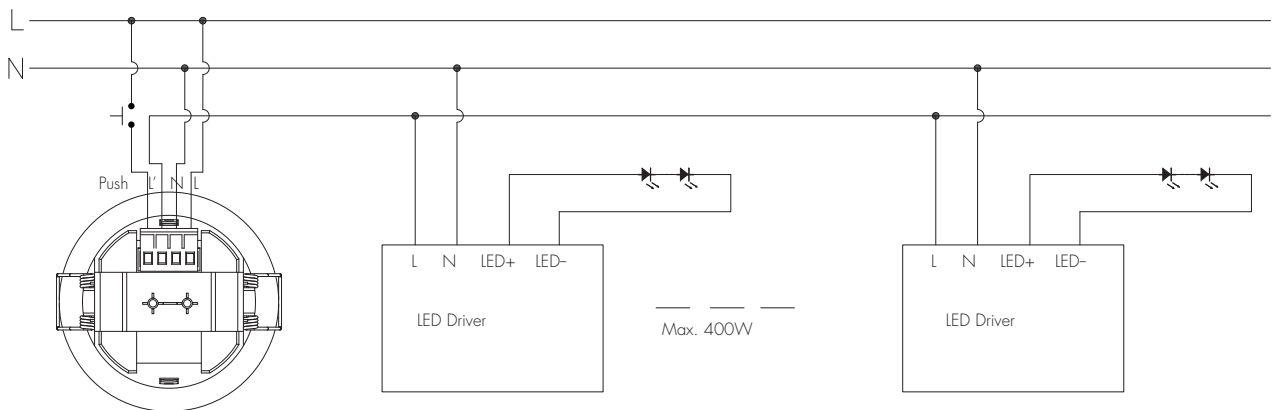 L
N
Push L' N L
L N LED+ LED–
LED Driver
Max. 400W
L N LED+ LED–
LED Driver